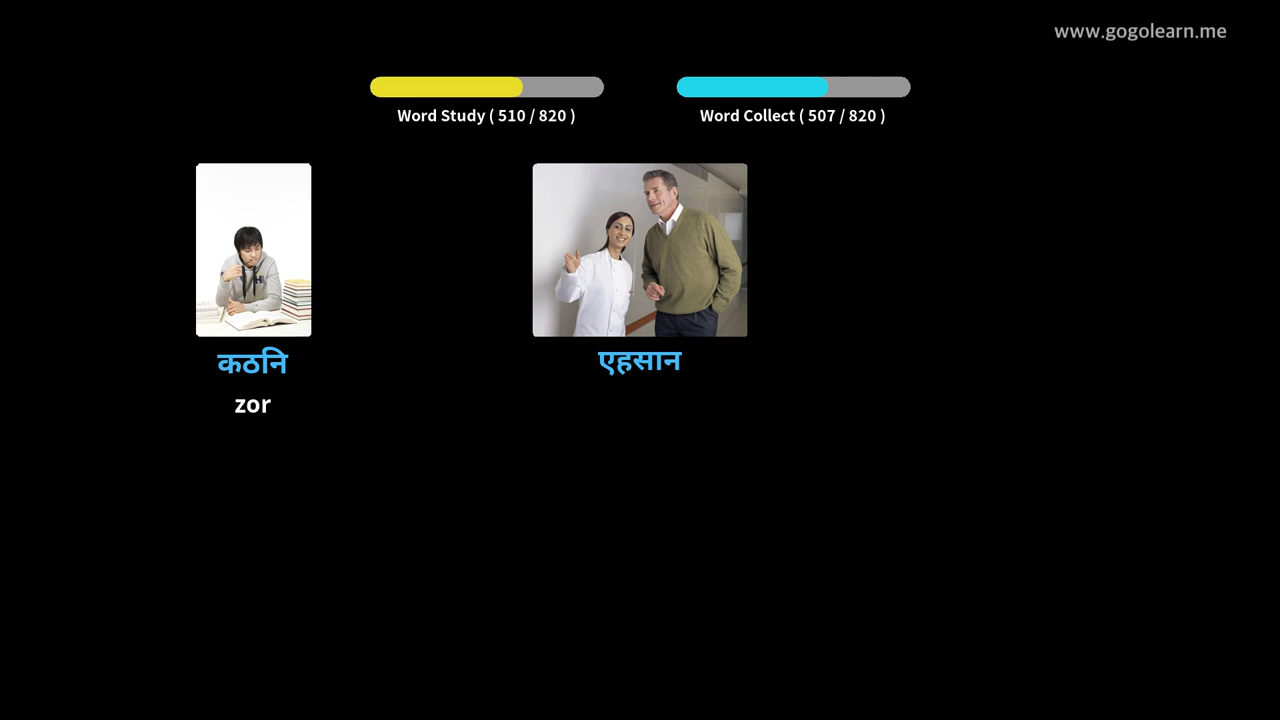 www.gogolearn.me
Word Study ( 510 / 820 )
Word Collect ( 507 / 820 )
कठनि
एहसान
zor